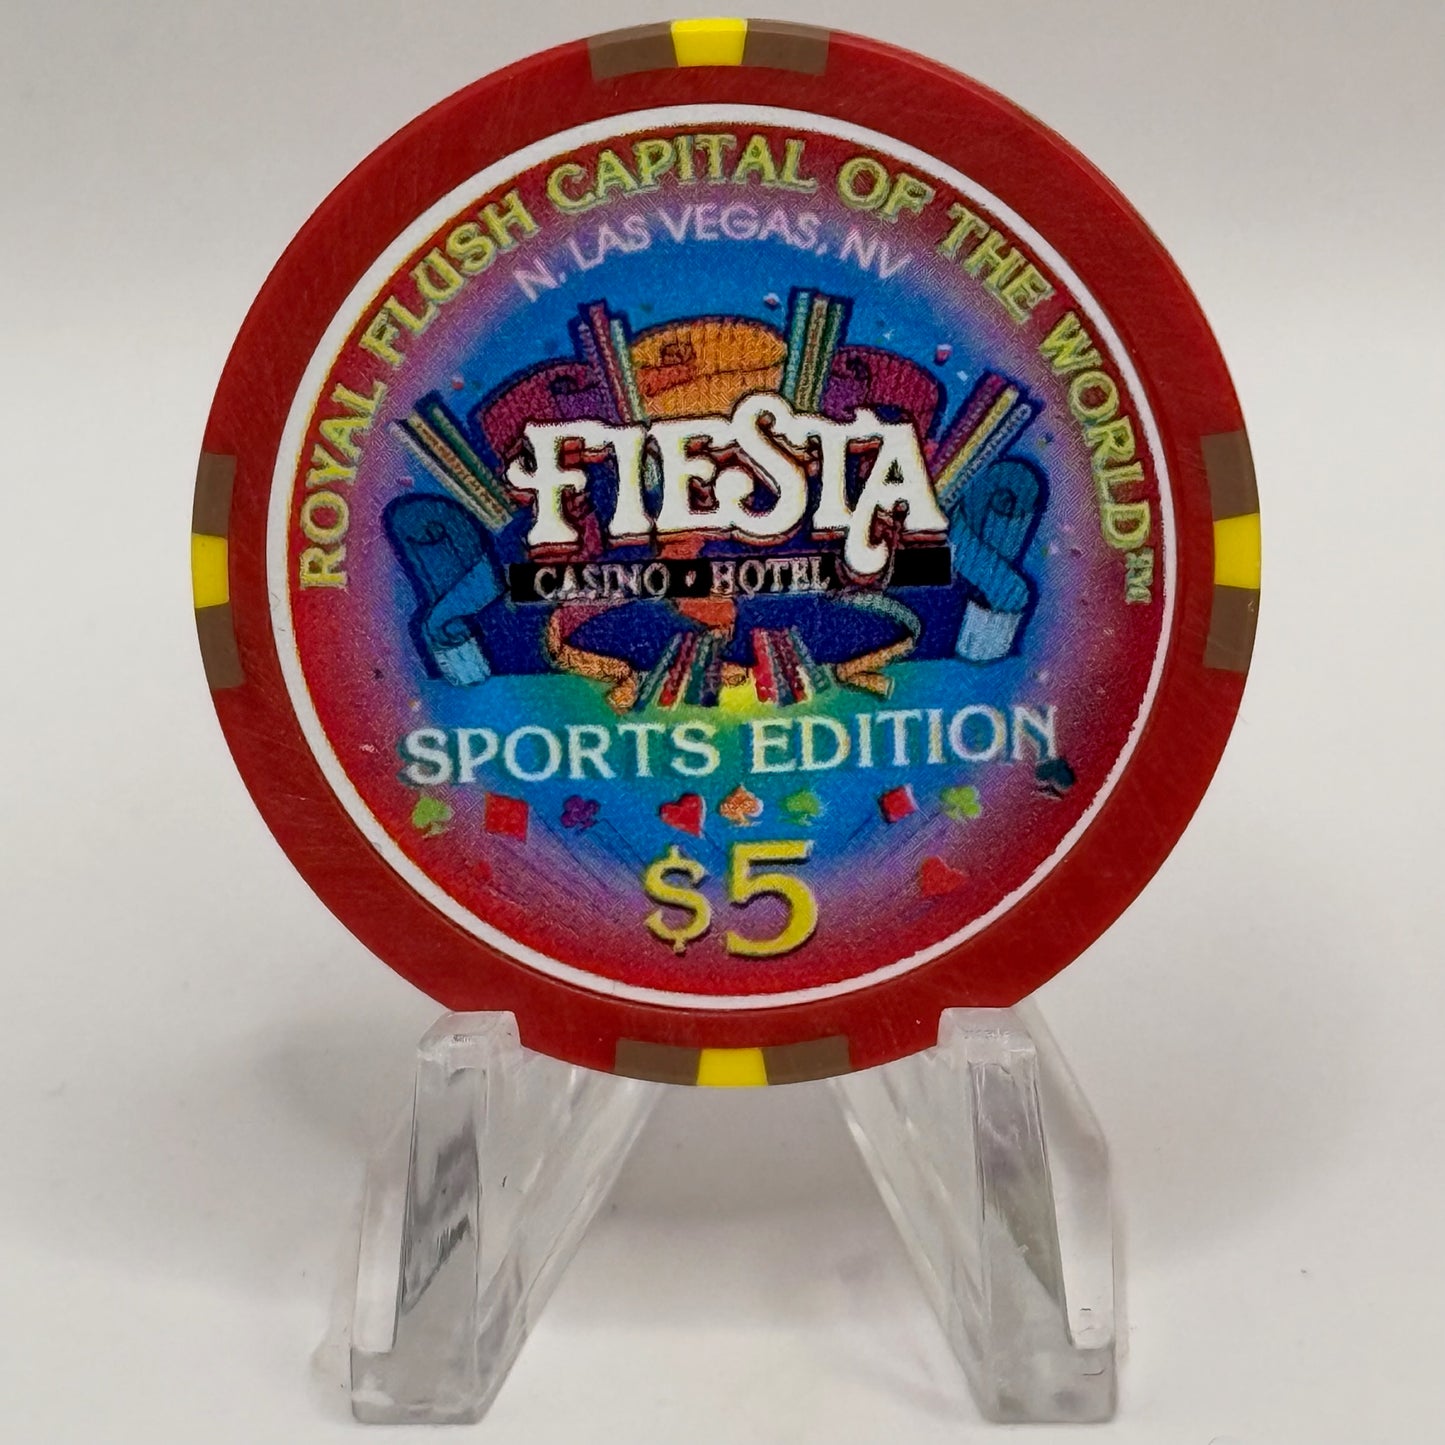 ROYAL FLUSH CAPITAL OF THE WORLD™
N. LAS VEGAS, NV
FIESTA
CASINO • HOTEL
SPORTS EDITION
$5